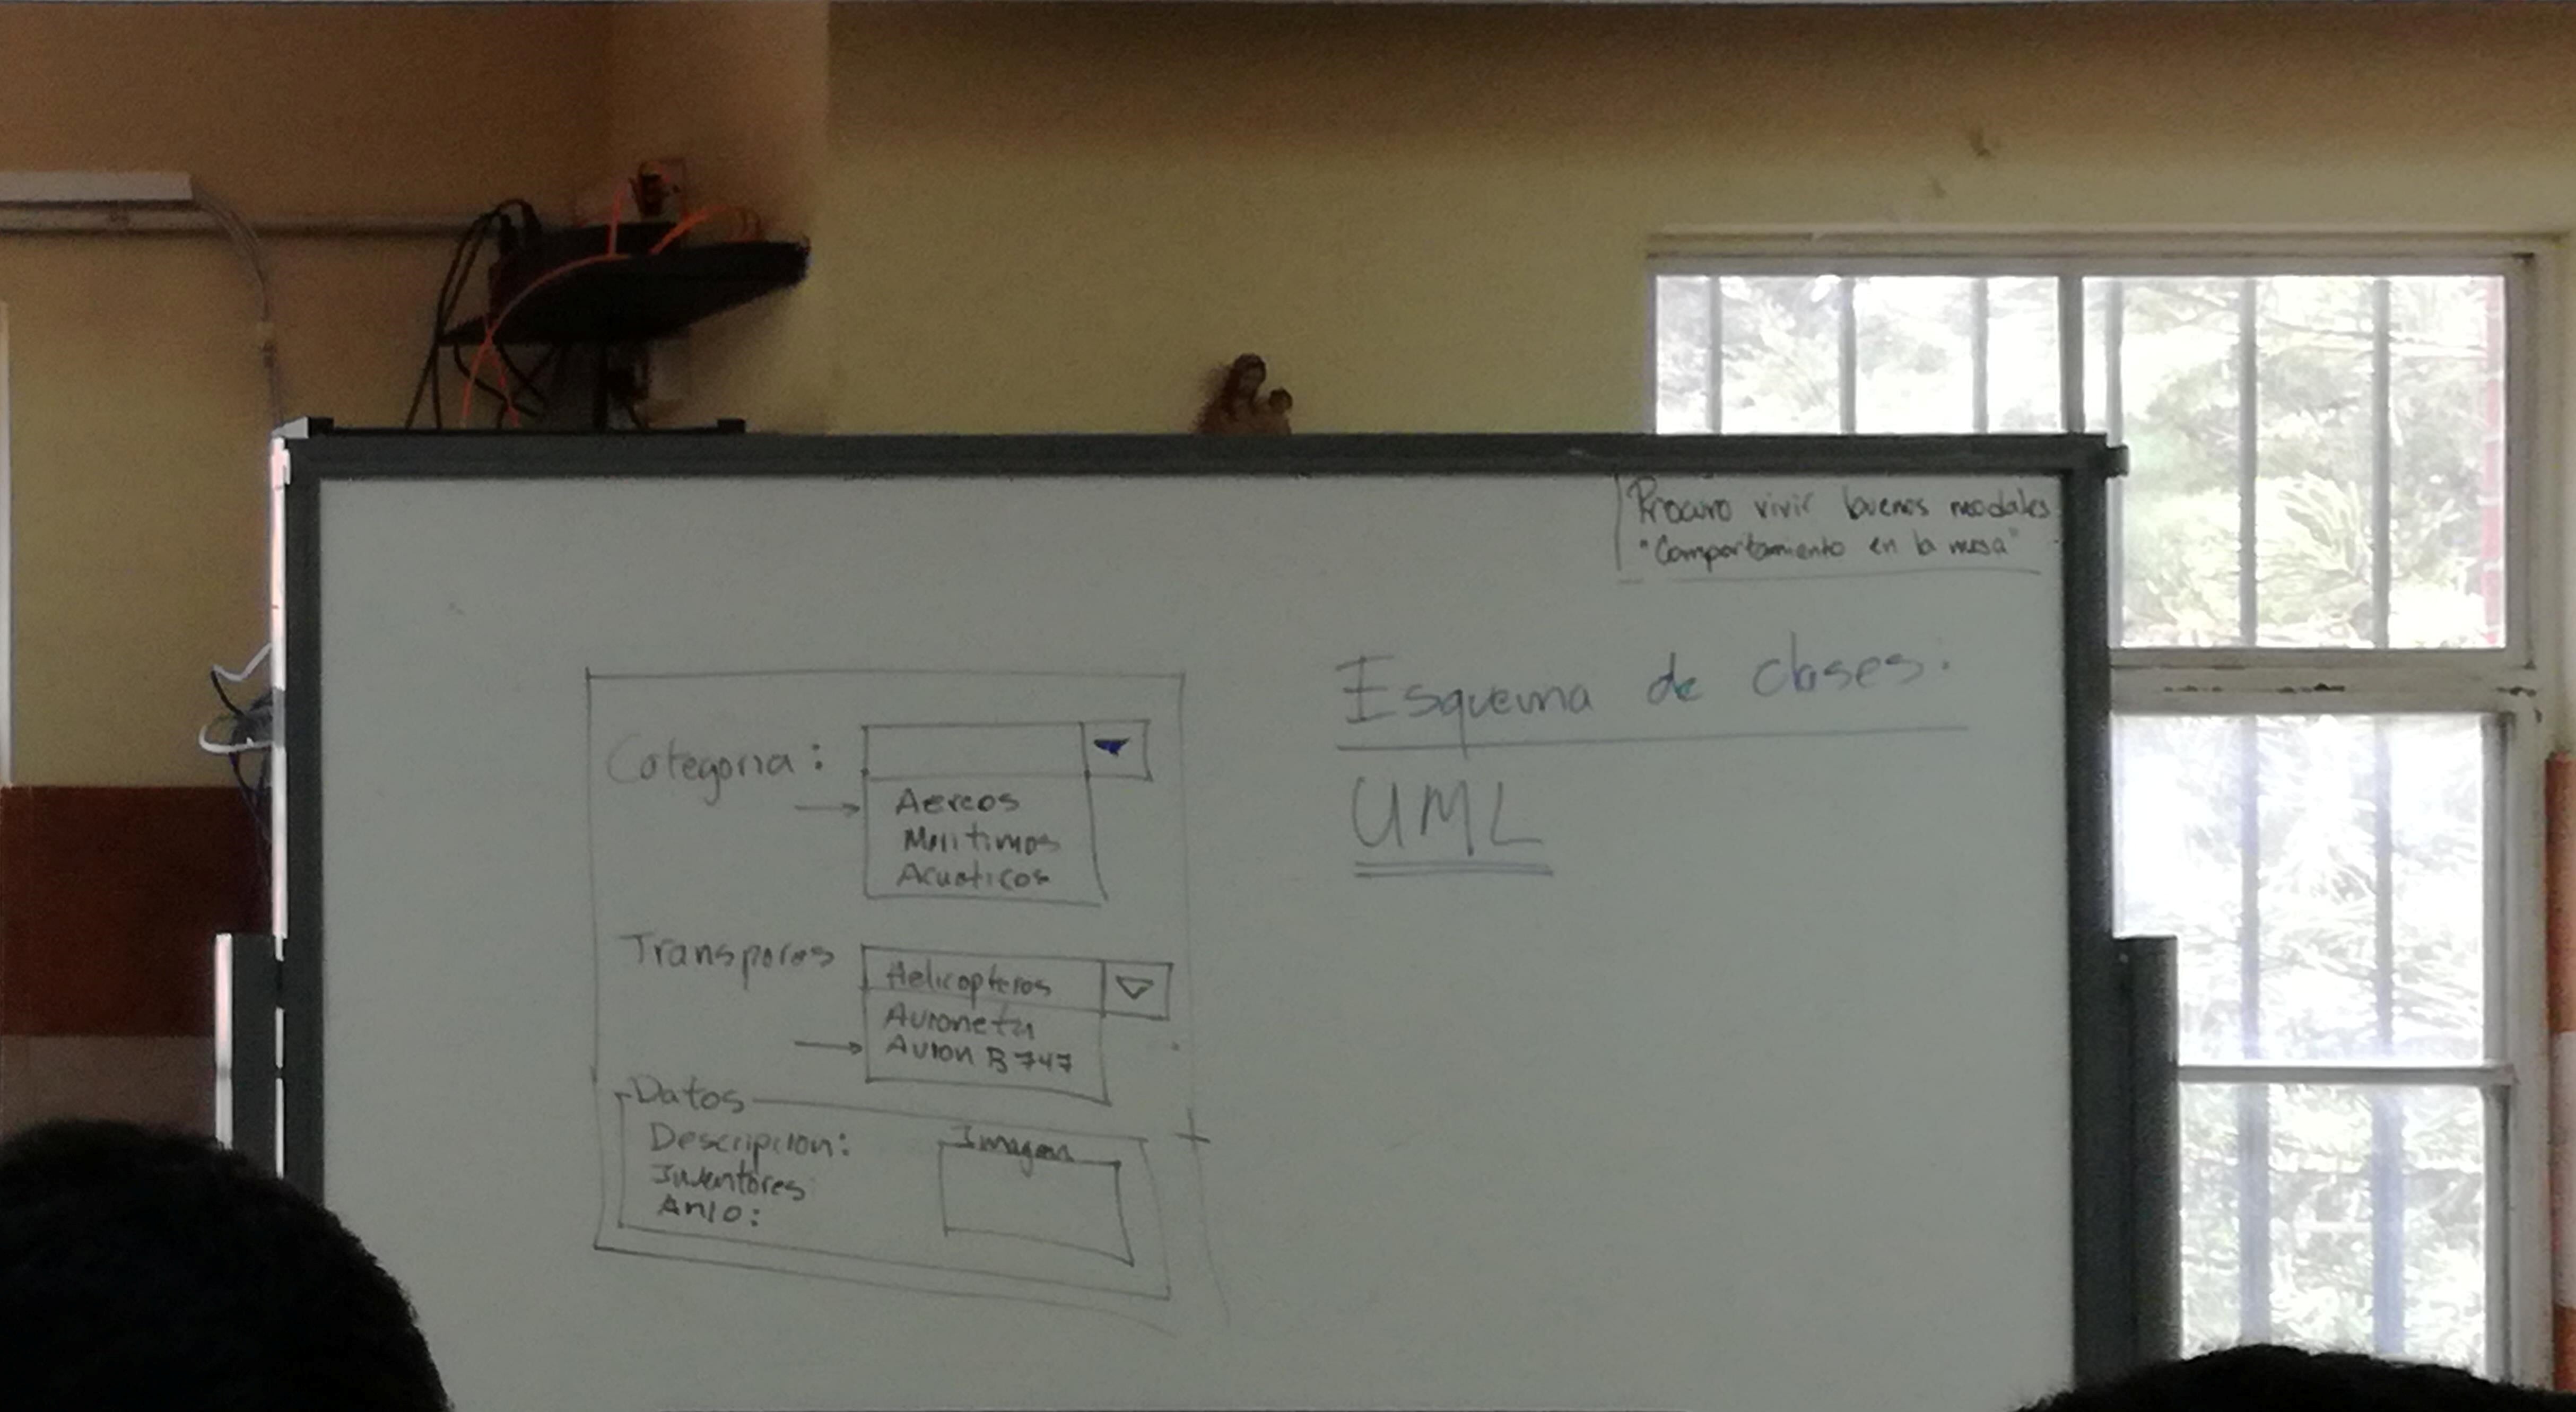 Procuro vivir buenos modales
"Comportamiento en la mesa"
Esquema de clases:
UML
Categoria:
Aereos
Maritimos
Acuaticos
Transpores
Helicopteros
Avioneta
Avion B747
Datos
Descripcion:
Inventores
Anio:
Imagen